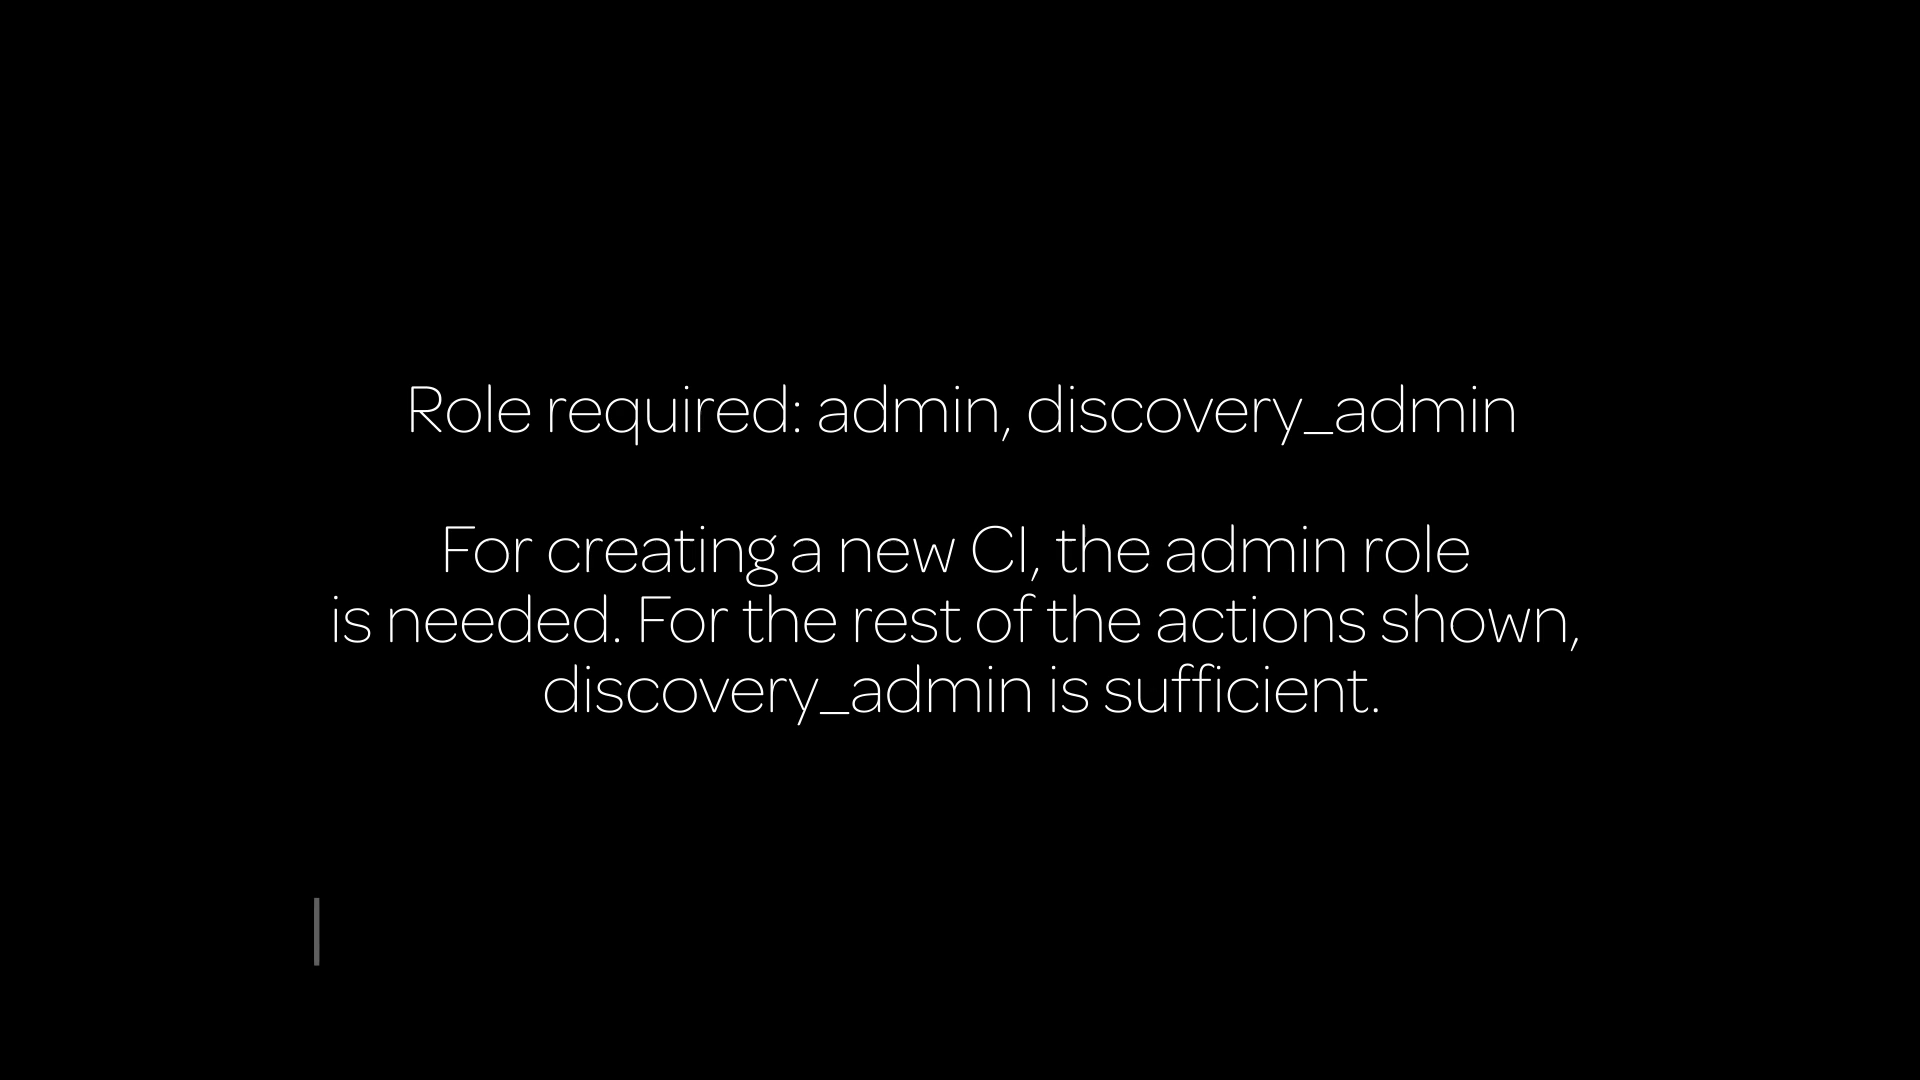 Role required: admin, discovery_admin
For creating a new CI, the admin role
is needed. For the rest of the actions shown,
discovery_admin is sufficient.